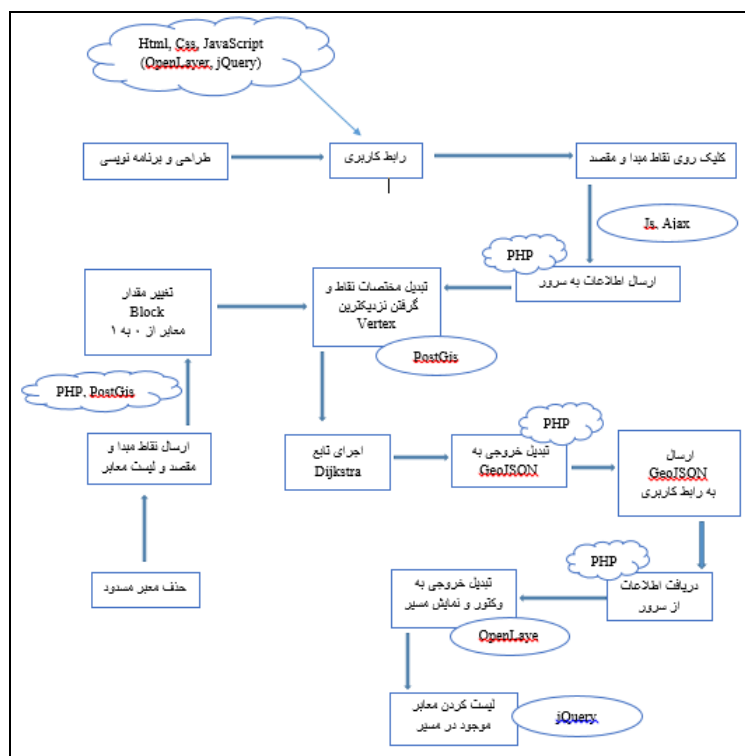 Html, Css, JavaScript
(OpenLayer, jQuery)
طراحی و برنامه نویسی
رابط کاربری
کلیک روی نقاط مبدا و مقصد
Js, Ajax
PHP
ارسال اطلاعات به سرور
تبدیل مختصات نقاط و
گرفتن نزدیکترین
Vertex
PostGis
تغییر مقدار
Block
معابر از ۰ به ۱
PHP, PostGis
ارسال نقاط مبدا و
مقصد و لیست معابر
حذف معبر مسدود
اجرای تابع
Dijkstra
PHP
تبدیل خروجی به
GeoJSON
ارسال
GeoJSON
به رابط کاربری
PHP
دریافت اطلاعات
از سرور
تبدیل خروجی به
وکتور و نمایش مسیر
OpenLaye
لیست کردن معابر
موجود در مسیر
jQuery